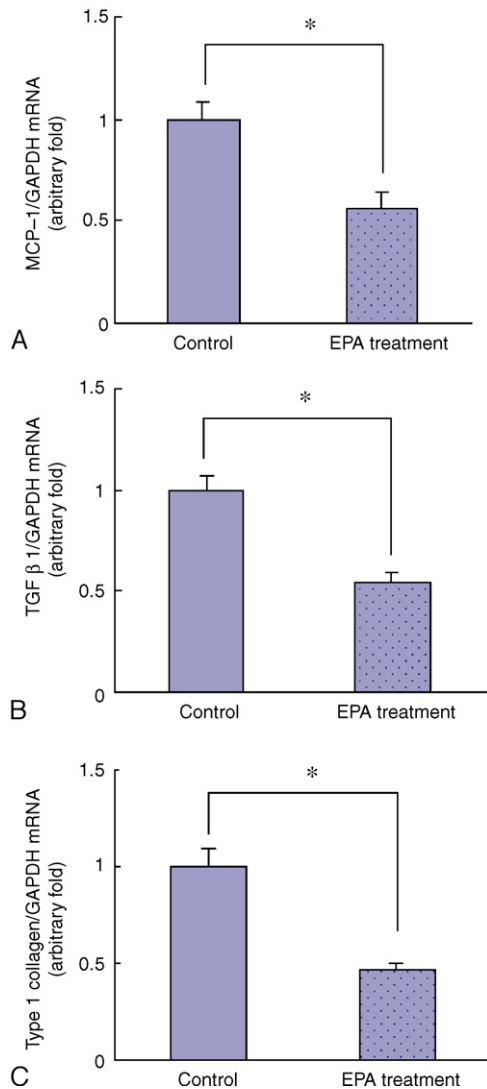 1.5
*
MCP–1/GAPDH mRNA
(arbitrary fold)
1
0.5
0
Control EPA treatment
A
1.5
*
TGF β 1/GAPDH mRNA
(arbitrary fold)
1
0.5
0
Control EPA treatment
B
1.5
*
Type 1 collagen/GAPDH mRNA
(arbitrary fold)
1
0.5
0
Control EPA treatment
C